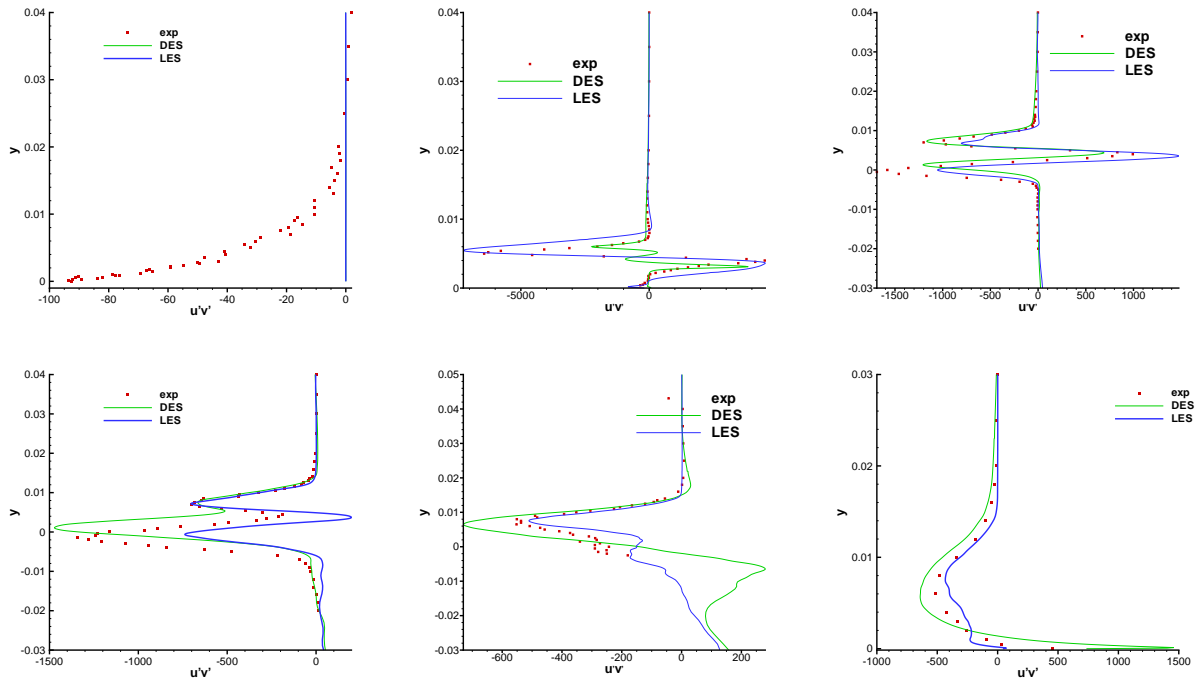 0.04
0.03
0.02
0.01
0
y
-100
-80
-60
-40
-20
0
u'v'
exp
DES
LES
0.04
0.03
0.02
0.01
0
y
-5000
0
u'v'
exp
DES
LES
0.04
0.03
0.02
0.01
0
-0.01
-0.02
-0.03
y
-1500
-1000
-500
0
500
1000
u'v'
exp
DES
LES
0.04
0.03
0.02
0.01
0
-0.01
-0.02
-0.03
y
-1500
-1000
-500
0
u'v'
exp
DES
LES
0.05
0.04
0.03
0.02
0.01
0
-0.01
-0.02
-0.03
y
-600
-400
-200
0
200
u'v'
exp
DES
LES
0.03
0.02
0.01
0
y
-1000
-500
0
500
1000
1500
u'v'
exp
DES
LES